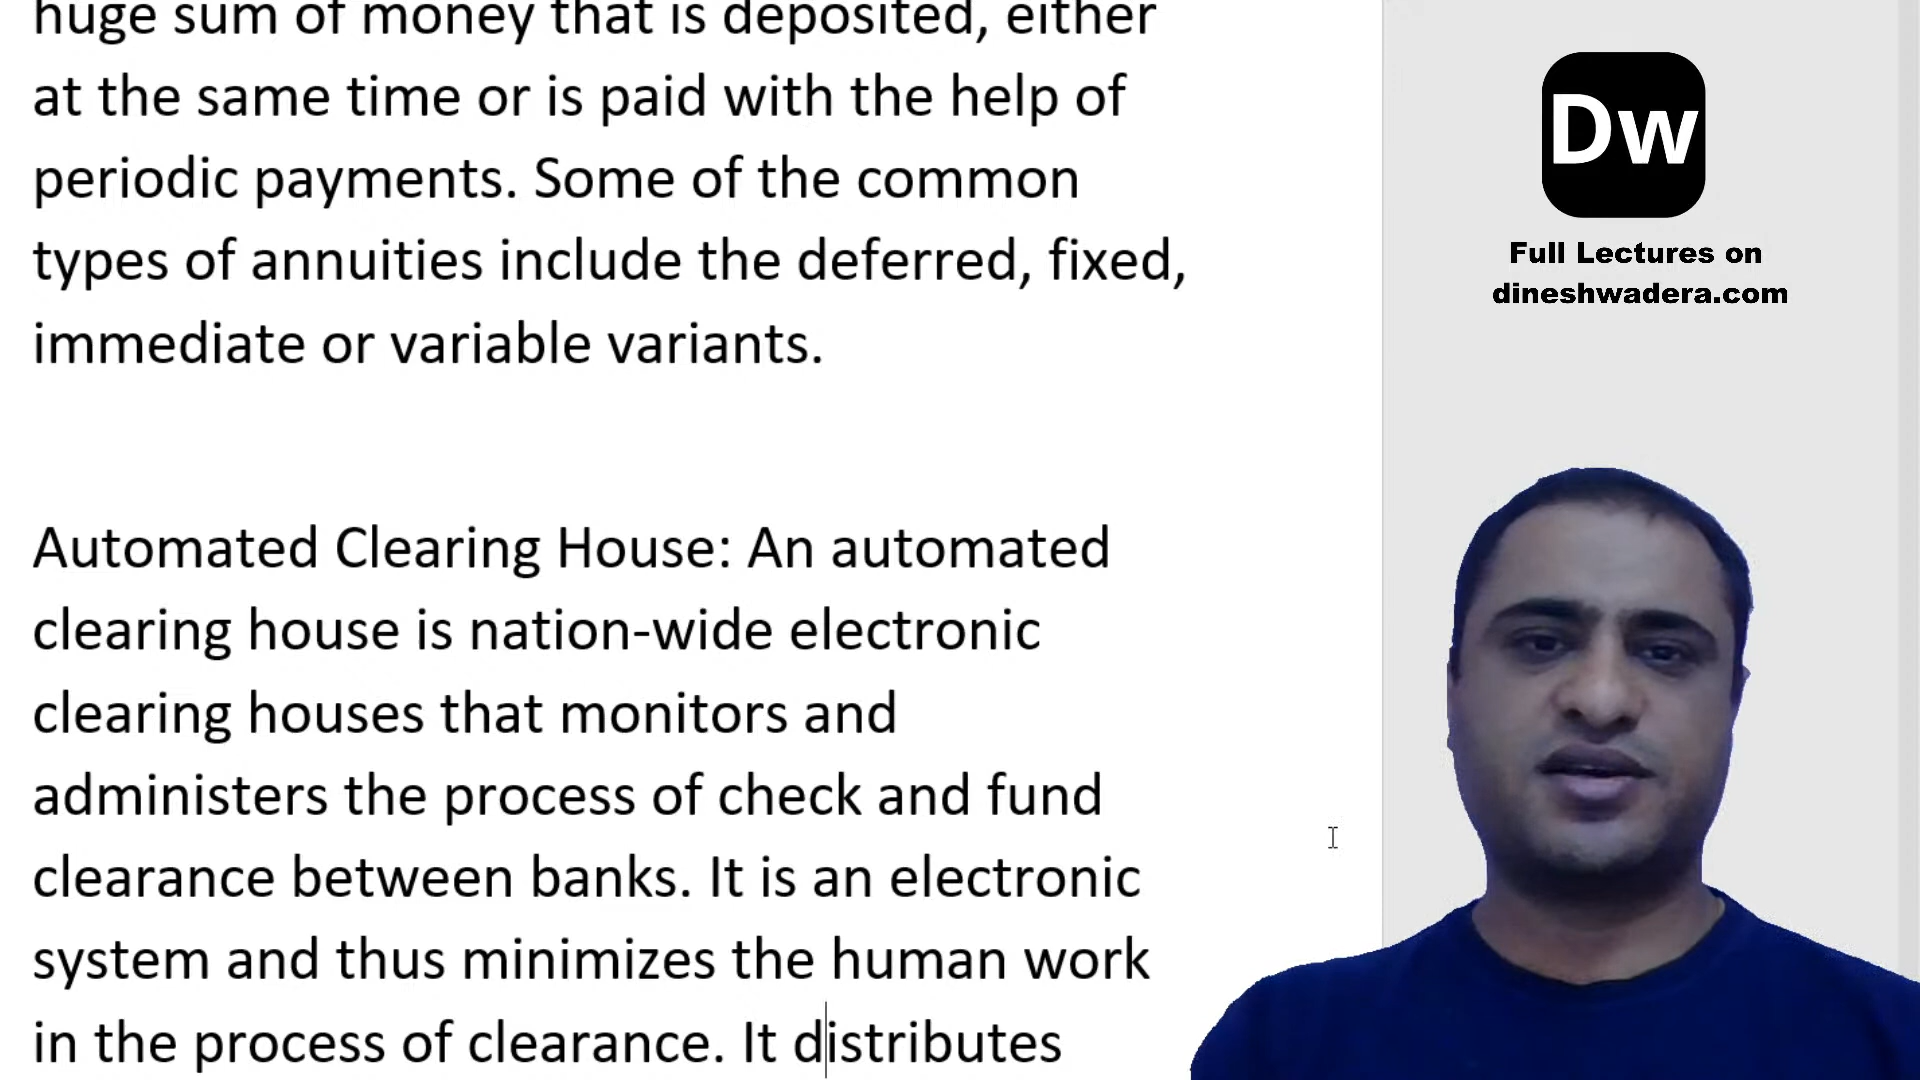 huge sum of money that is deposited, either
at the same time or is paid with the help of
periodic payments. Some of the common
types of annuities include the deferred, fixed,
immediate or variable variants.
Automated Clearing House: An automated
clearing house is nation-wide electronic
clearing houses that monitors and
administers the process of check and fund
clearance between banks. It is an electronic
system and thus minimizes the human work
in the process of clearance. It distributes
Dw
Full Lectures on
dineshwadera.com